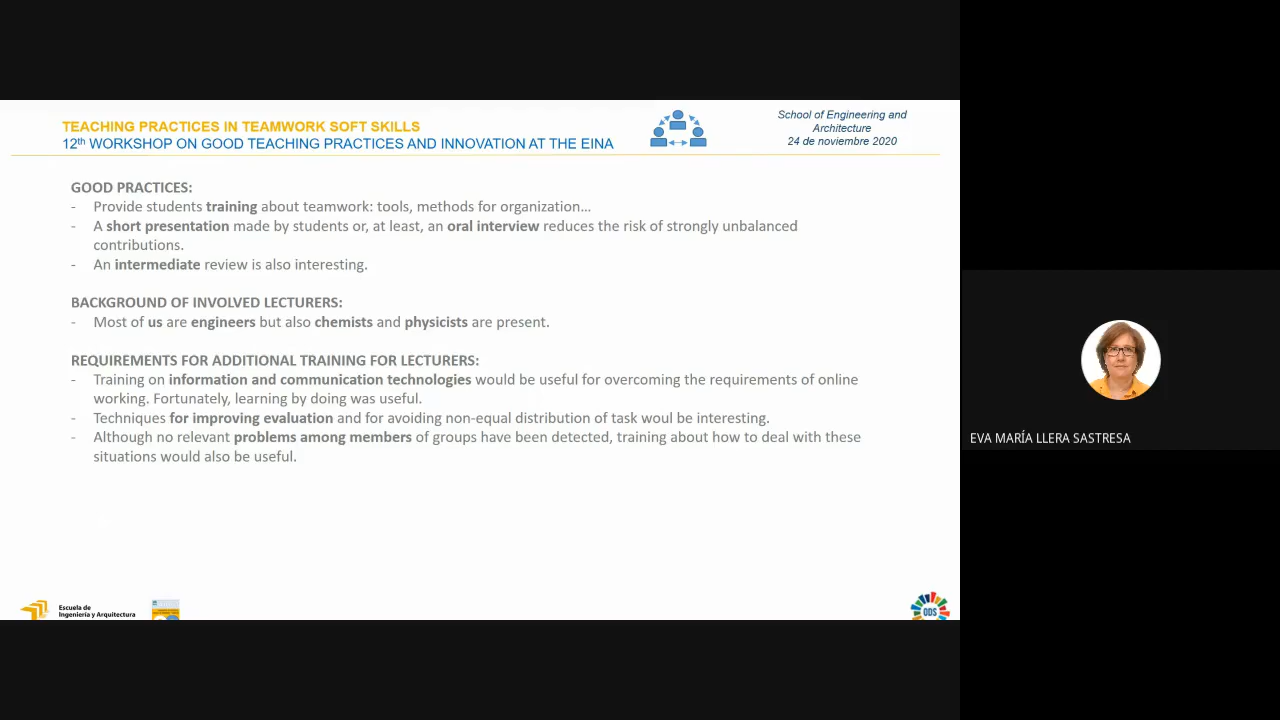 TEACHING PRACTICES IN TEAMWORK SOFT SKILLS
12th WORKSHOP ON GOOD TEACHING PRACTICES AND INNOVATION AT THE EINA
School of Engineering and
Architecture
24 de noviembre 2020
GOOD PRACTICES:
- Provide students training about teamwork: tools, methods for organization…
- A short presentation made by students or, at least, an oral interview reduces the risk of strongly unbalanced
contributions.
- An intermediate review is also interesting.
BACKGROUND OF INVOLVED LECTURERS:
- Most of us are engineers but also chemists and physicists are present.
REQUIREMENTS FOR ADDITIONAL TRAINING FOR LECTURERS:
- Training on information and communication technologies would be useful for overcoming the requirements of online
working. Fortunately, learning by doing was useful.
- Techniques for improving evaluation and for avoiding non-equal distribution of task woul be interesting.
- Although no relevant problems among members of groups have been detected, training about how to deal with these
situations would also be useful.
Escuela de
Ingeniería y Arquitectura
ODS
EVA MARÍA LLERA SASTRESA